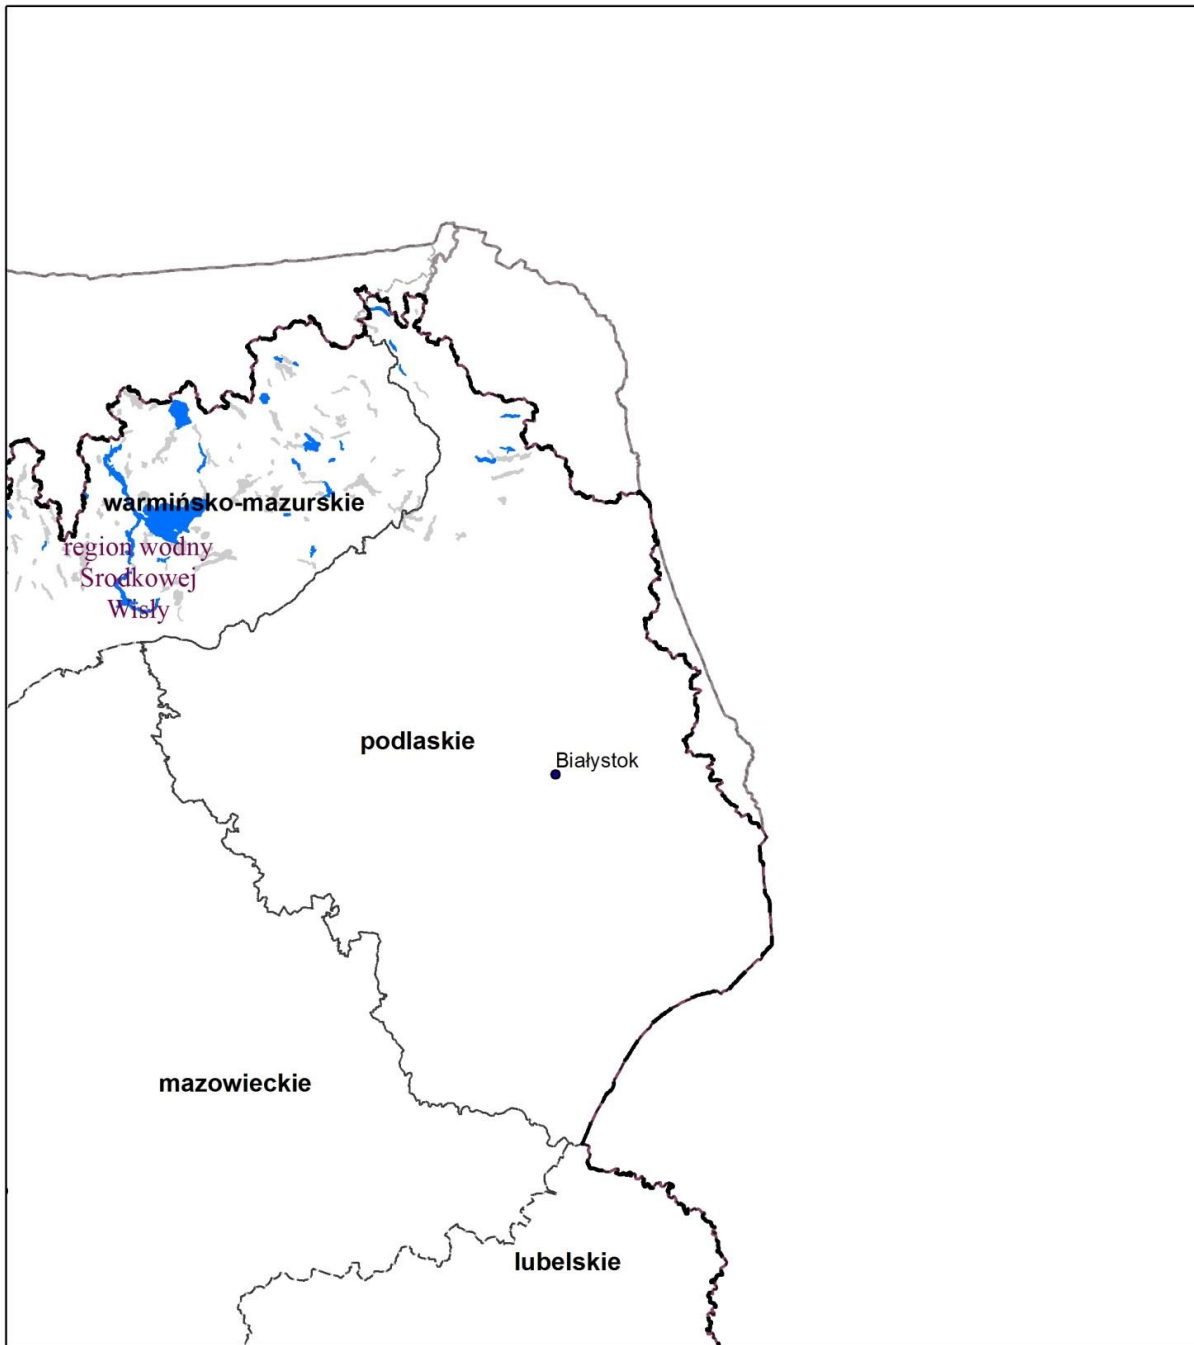 warmińsko-mazurskie
region wodny
Środkowej
Wisły
podlaskie
Białystok
mazowieckie
lubelskie